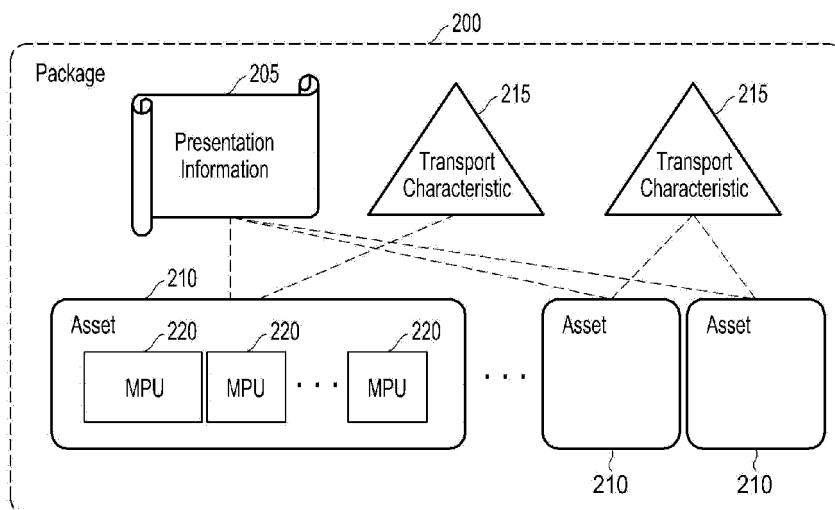 200
Package
205
215
215
Presentation
Information
Transport
Characteristic
Transport
Characteristic
210
Asset
220
220
220
MPU
MPU
· · ·
MPU
· · ·
Asset
Asset
210
210